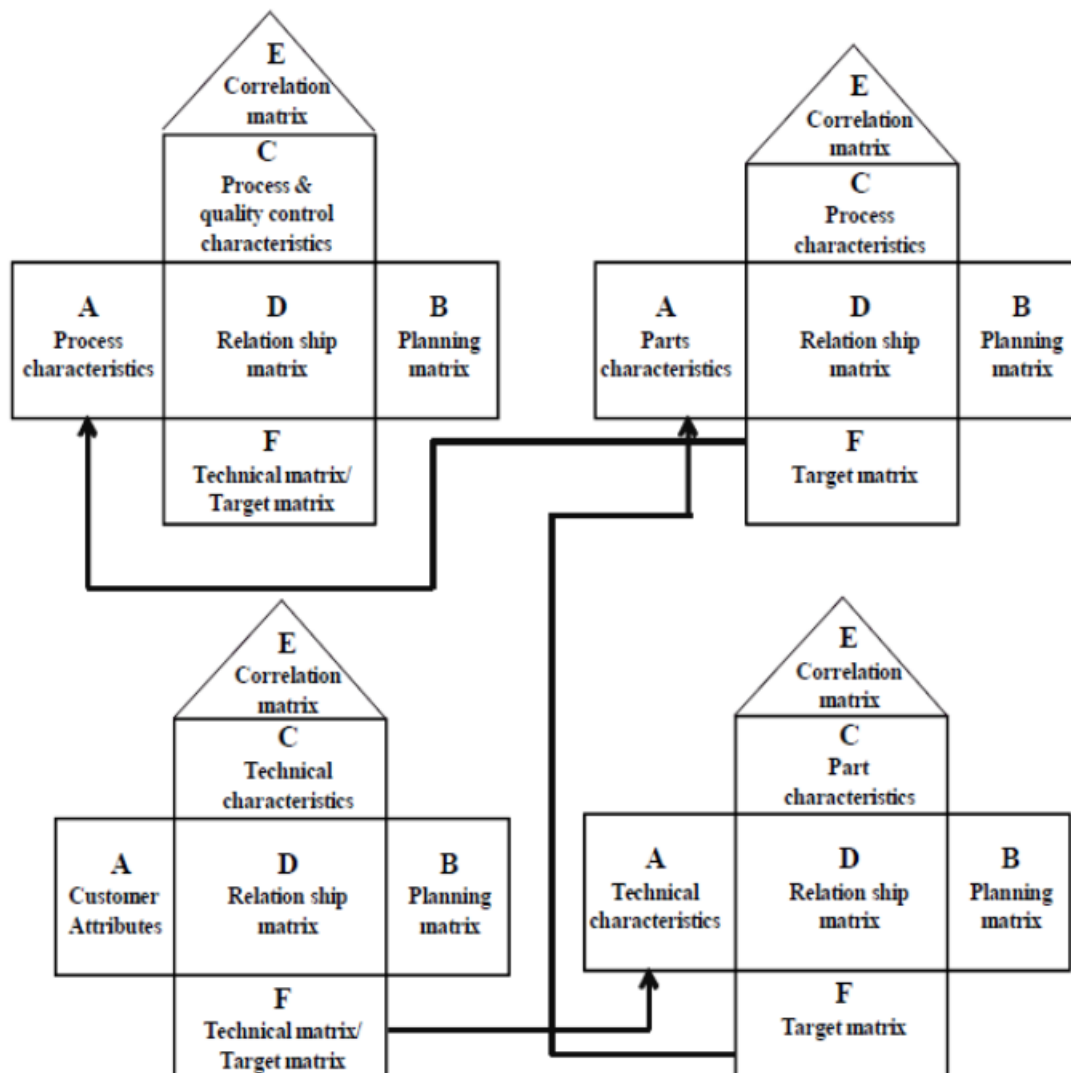 E
Correlation
matrix
C
Process &
quality control
characteristics
A
Process
characteristics
D
Relation ship
matrix
B
Planning
matrix
F
Technical matrix/
Target matrix
E
Correlation
matrix
C
Process
characteristics
A
Parts
characteristics
D
Relation ship
matrix
B
Planning
matrix
F
Target matrix
E
Correlation
matrix
C
Technical
characteristics
A
Customer
Attributes
D
Relation ship
matrix
B
Planning
matrix
F
Technical matrix/
Target matrix
E
Correlation
matrix
C
Part
characteristics
A
Technical
characteristics
D
Relation ship
matrix
B
Planning
matrix
F
Target matrix